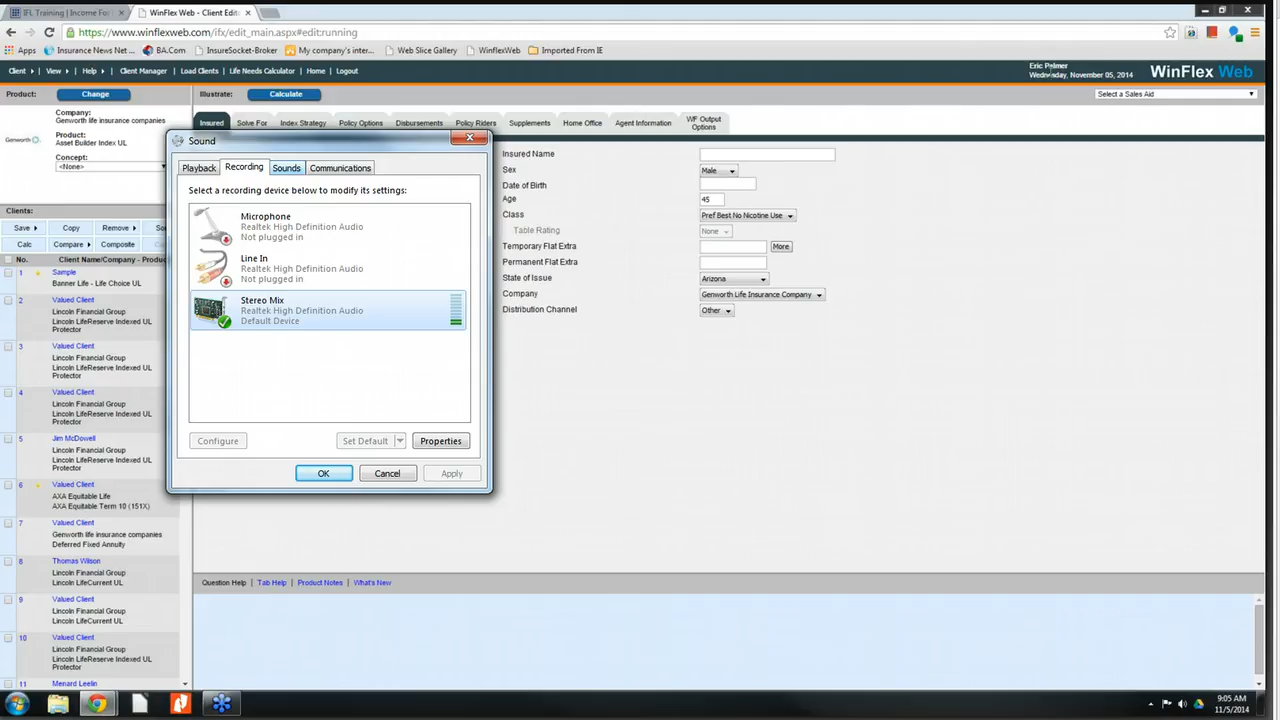 IFL Training | Income For
WinFlex Web - Client Edit
https://www.winflexweb.com/ifx/edit_main.aspx#edit:running
Apps
Insurance News Net ...
BA.Com
InsureSocket-Broker
My company's inter...
Web Slice Gallery
WinflexWeb
Imported From IE
Client
View
Help
Client Manager
Load Clients
Life Needs Calculator
Home
Logout
Eric Palmer
Wednesday, November 05, 2014
WinFlex Web
Product:
Change
Illustrate:
Calculate
Select a Sales Aid
Company:
Genworth life insurance companies
Genworth
Product:
Asset Builder Index UL
Concept:
<None>
Insured
Solve For
Index Strategy
Policy Options
Disbursements
Policy Riders
Supplements
Home Office
Agent Information
WF Output
Options
Sound
Playback
Recording
Sounds
Communications
Select a recording device below to modify its settings:
Microphone
Realtek High Definition Audio
Not plugged in
Line In
Realtek High Definition Audio
Not plugged in
Stereo Mix
Realtek High Definition Audio
Default Device
Configure
Set Default
Properties
OK
Cancel
Apply
Insured Name
Sex
Male
Date of Birth
Age
45
Class
Pref Best No Nicotine Use
Table Rating
None
Temporary Flat Extra
More
Permanent Flat Extra
State of Issue
Arizona
Company
Genworth Life Insurance Company
Distribution Channel
Other
Clients:
Save
Copy
Remove
So
Calc
Compare
Composite
No.
Client Name/Company - Produ
1
Sample
Banner Life - Life Choice UL
2
Valued Client
Lincoln Financial Group
Lincoln LifeReserve Indexed UL
Protector
3
Valued Client
Lincoln Financial Group
Lincoln LifeReserve Indexed UL
Protector
4
Valued Client
Lincoln Financial Group
Lincoln LifeReserve Indexed UL
Protector
5
Jim McDowell
Lincoln Financial Group
Lincoln LifeReserve Indexed UL
Protector
6
Valued Client
AXA Equitable Life
AXA Equitable Term 10 (151X)
7
Valued Client
Genworth life insurance companies
Deferred Fixed Annuity
8
Thomas Wilson
Lincoln Financial Group
Lincoln LifeCurrent UL
9
Valued Client
Lincoln Financial Group
Lincoln LifeCurrent UL
10
Valued Client
Lincoln Financial Group
Lincoln LifeReserve Indexed UL
Protector
11
Menard Leelin
Question Help | Tab Help | Product Notes | What's New
9:05 AM
11/5/2014